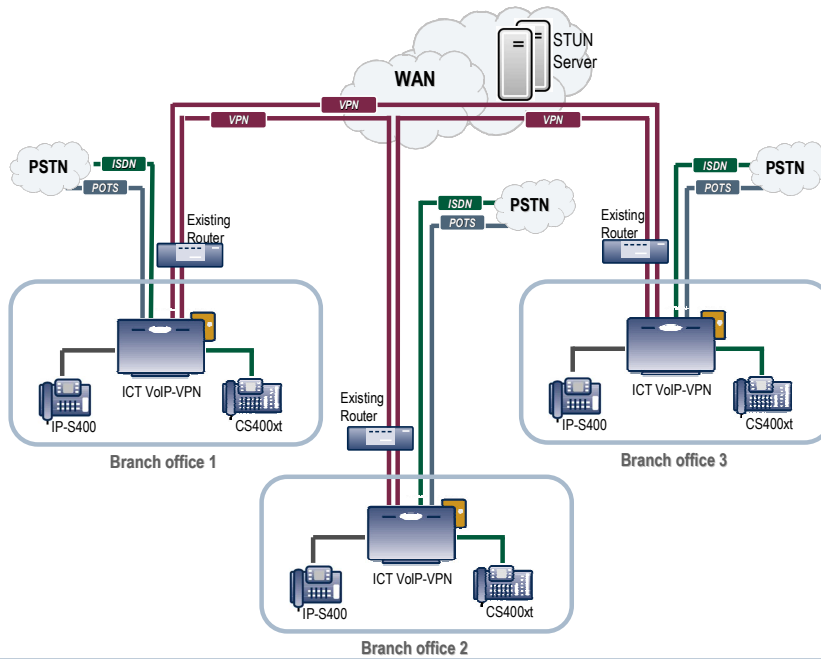 STUN
Server
WAN
VPN
VPN
VPN
PSTN
ISDN
POTS
ISDN
POTS
PSTN
ISDN
POTS
PSTN
Existing
Router
Existing
Router
ICT VoIP-VPN
IP-S400
CS400xt
Branch office 1
ICT VoIP-VPN
IP-S400
CS400xt
Branch office 3
Existing
Router
ICT VoIP-VPN
IP-S400
CS400xt
Branch office 2